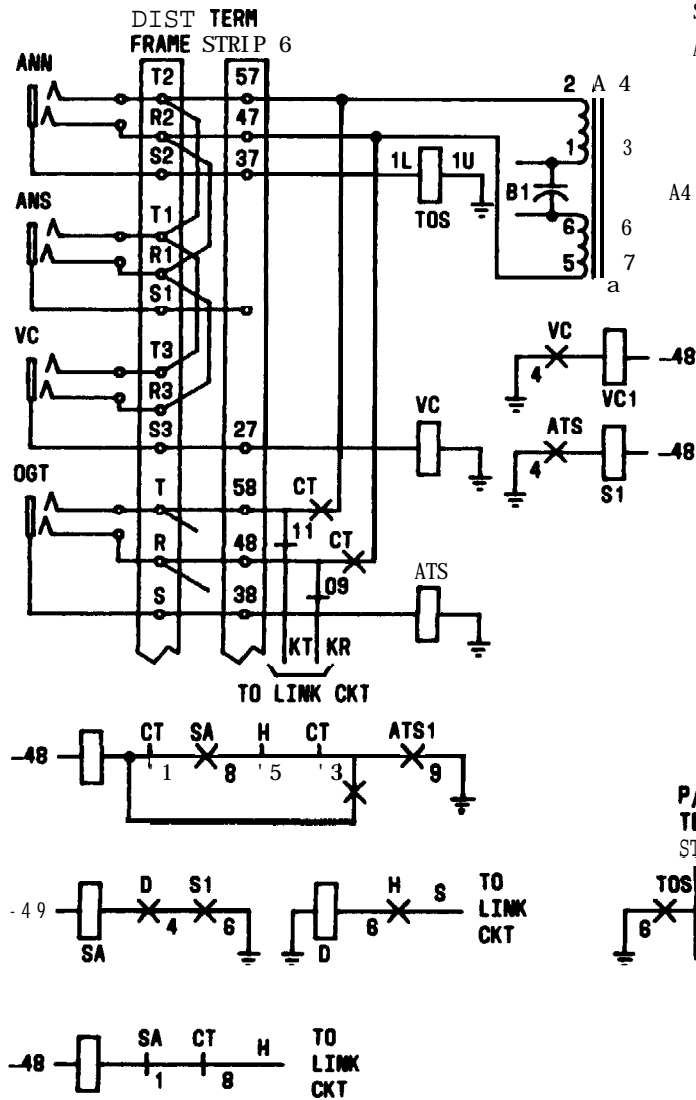 DIST TERM
FRAME STRIP 6
ANN
T2 57
R2 47
S2 37
1L 1U
TOS
2 A 4
1 3
B1
A4
6 6
5 7
a
ANS
T1
R1
S1
VC
T3
R3
S3 27
VC
VC
4
VC1
-48
ATS
4
S1
-48
OGT
T 58 CT
11
R 48 CT
09
S 38
ATS
KT KR
TO LINK CKT
-48 CT SA H CT ATS1
'1 8 '5 '3 9
-49 D S1
4 6
SA
H S
6
D
TO
LINK
CKT
P/
TOS
6
-48 SA CT H
1 8
TO
LINK
CKT